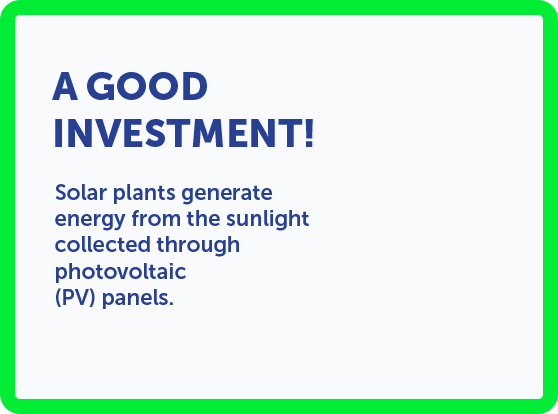 A GOOD
INVESTMENT!
Solar plants generate
energy from the sunlight
collected through
photovoltaic
(PV) panels.